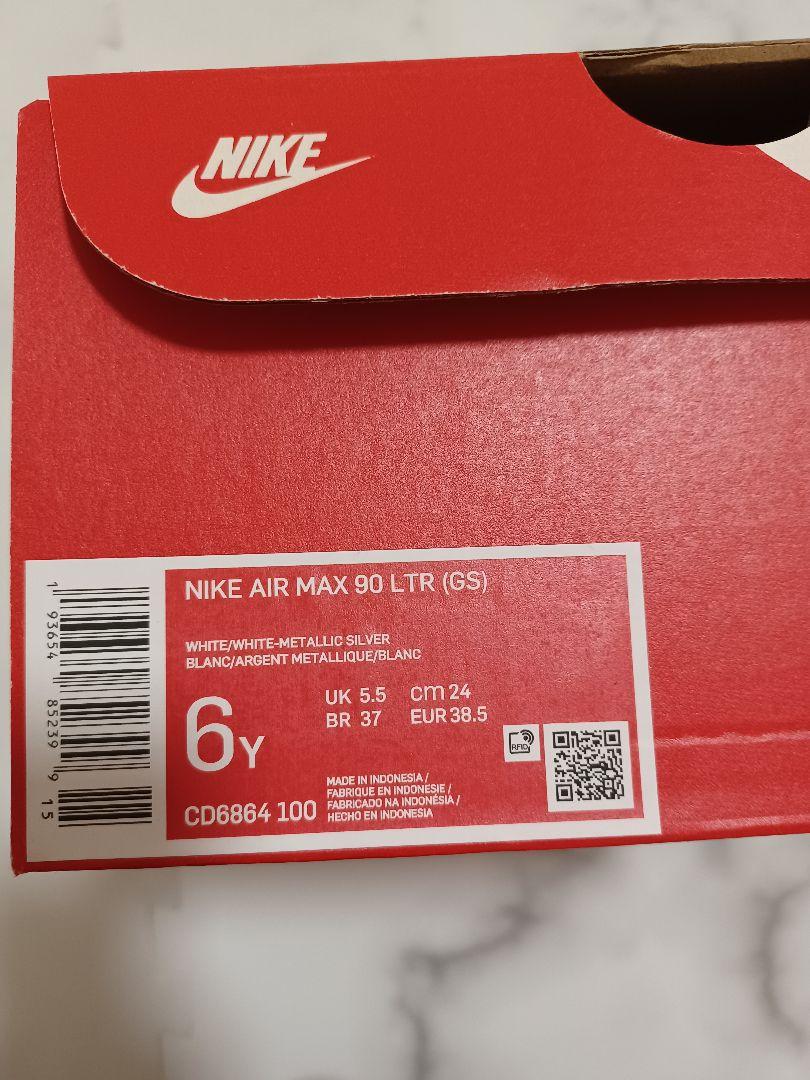 NIKE
NIKE AIR MAX 90 LTR (GS)
WHITE/WHITE-METALLIC SILVER
BLANC/ARGENT METALLIQUE/BLANC
6Y
UK 5.5 cm 24
BR 37 EUR 38.5
RFID
CD6864 100
MADE IN INDONESIA /
FABRIQUE EN INDONESIE /
FABRICADO NA INDONÉSIA /
HECHO EN INDONESIA
1 93654 85239 9 15